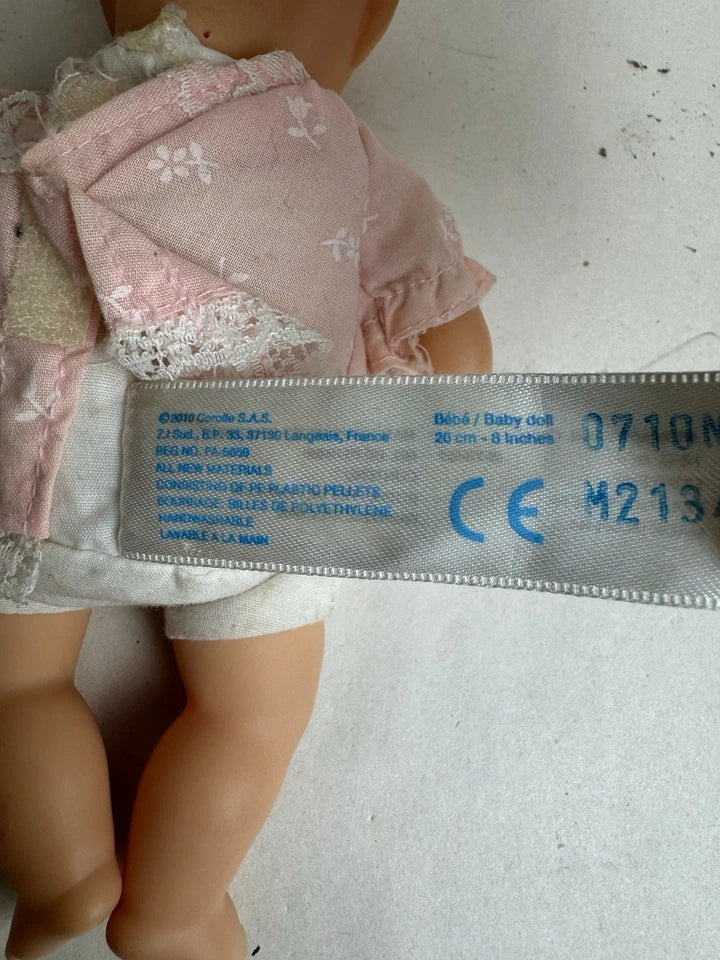 ©2010 Corolle S.A.S.
Z.I Sud., B.P. 33, 37130 Langeais, France
REG NO. PA-5659
ALL NEW MATERIALS
CONSISTING OF PE PLASTIC PELLETS
BOURRAGE: BILLES DE POLYETHYLENE
HANDWASHABLE
LAVABLE A LA MAIN
Bébé / Baby doll
20 cm - 8 inches
CE
0710N
M213